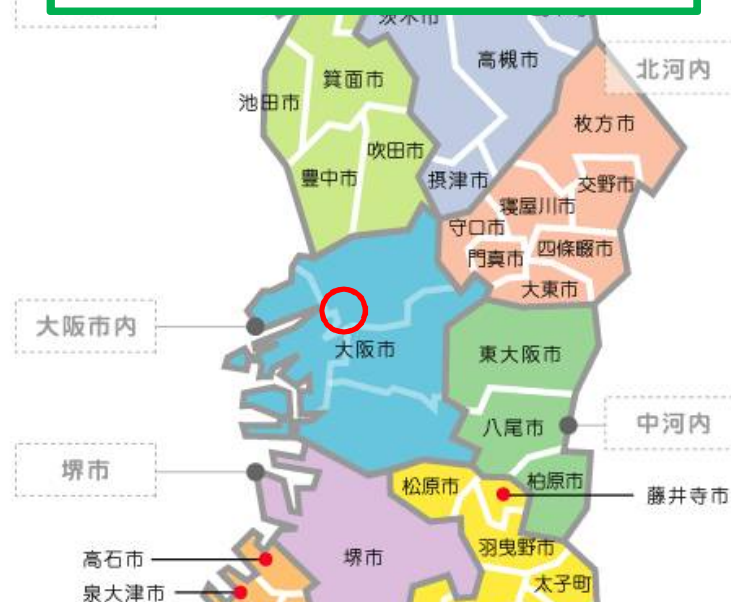 茨木市
高槻市
北河内
箕面市
池田市
枚方市
吹田市
豊中市
摂津市
交野市
寝屋川市
守口市
四條畷市
門真市
大東市
大阪市内
大阪市
東大阪市
八尾市
中河内
堺市
松原市
柏原市
藤井寺市
羽曳野市
高石市
堺市
太子町
泉大津市